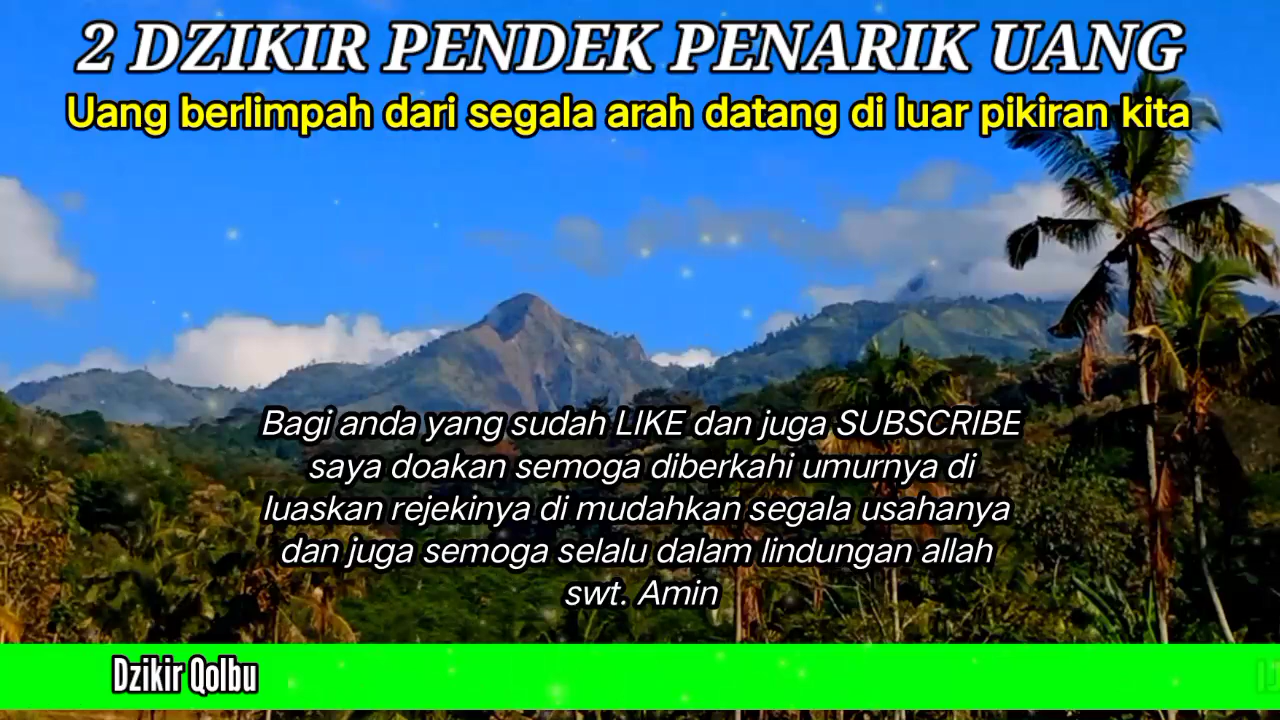 2 DZIKIR PENDEK PENARIK UANG
Uang berlimpah dari segala arah datang di luar pikiran kita
Bagi anda yang sudah LIKE dan juga SUBSCRIBE
saya doakan semoga diberkahi umurnya di
luaskan rejekinya di mudahkan segala usahanya
dan juga semoga selalu dalam lindungan allah
swt. Amin
Dzikir Qolbu